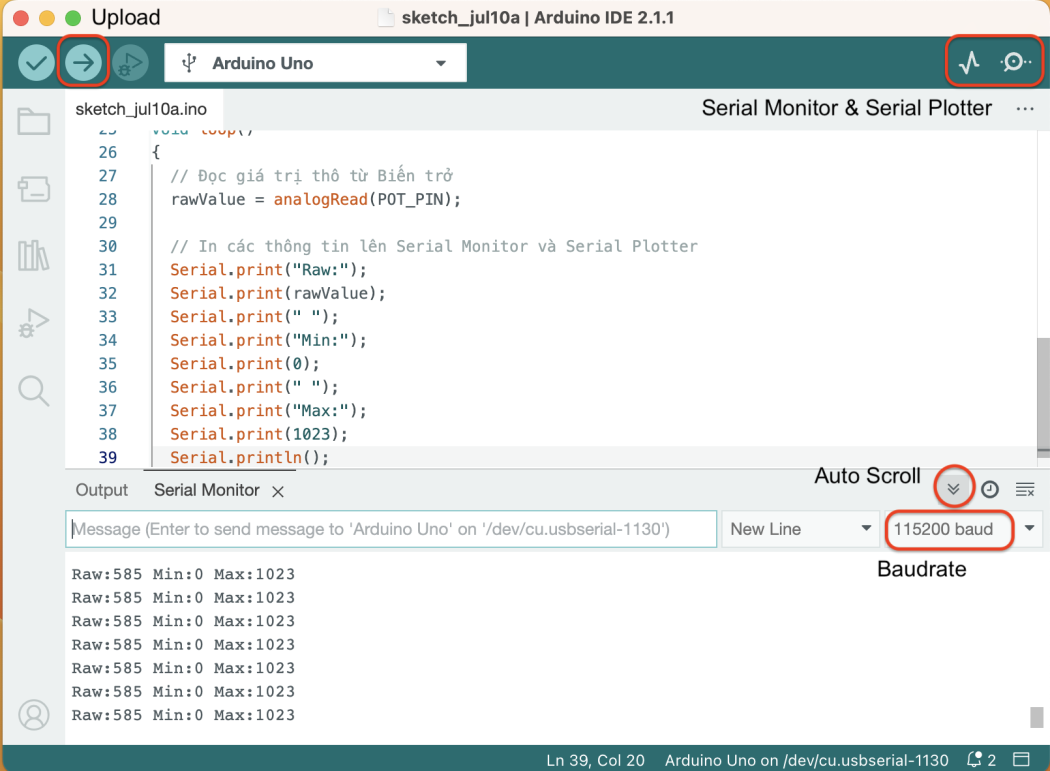 Upload
sketch_jul10a | Arduino IDE 2.1.1
Arduino Uno
sketch_jul10a.ino
Serial Monitor & Serial Plotter
25 void loop()
26 {
27 // Đọc giá trị thô từ Biến trở
28 rawValue = analogRead(POT_PIN);
29
30 // In các thông tin lên Serial Monitor và Serial Plotter
31 Serial.print("Raw:");
32 Serial.print(rawValue);
33 Serial.print(" ");
34 Serial.print("Min:");
35 Serial.print(0);
36 Serial.print(" ");
37 Serial.print("Max:");
38 Serial.print(1023);
39 Serial.println();
Auto Scroll
Output Serial Monitor
Message (Enter to send message to 'Arduino Uno' on '/dev/cu.usbserial-1130') New Line 115200 baud
Baudrate
Raw:585 Min:0 Max:1023
Raw:585 Min:0 Max:1023
Raw:585 Min:0 Max:1023
Raw:585 Min:0 Max:1023
Raw:585 Min:0 Max:1023
Raw:585 Min:0 Max:1023
Raw:585 Min:0 Max:1023
Ln 39, Col 20 Arduino Uno on /dev/cu.usbserial-1130 2